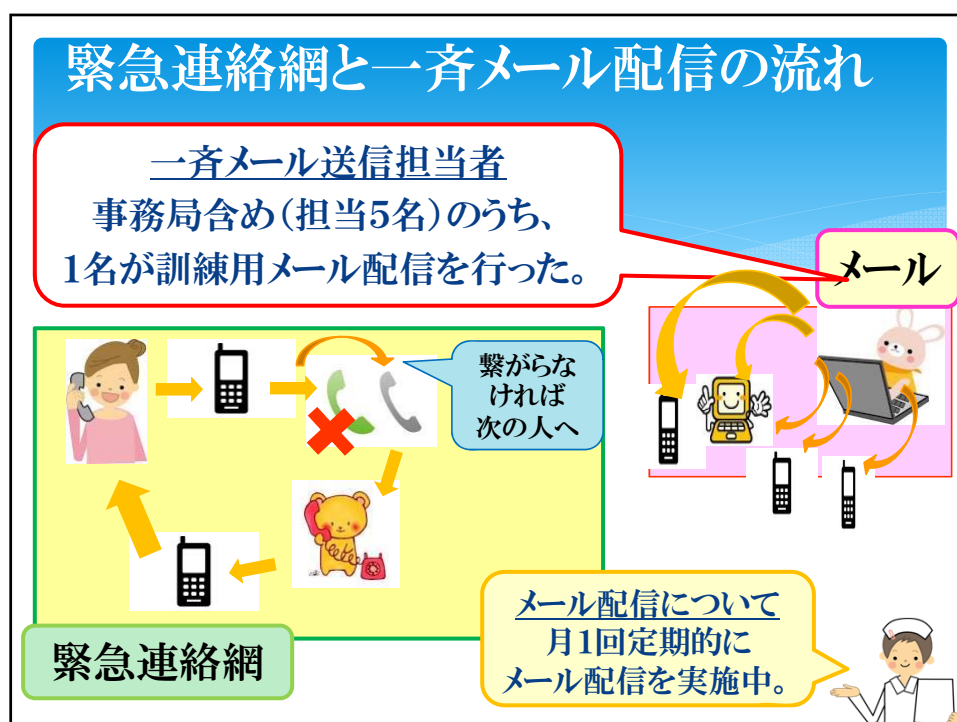 緊急連絡網と一斉メール配信の流れ
一斉メール送信担当者
事務局含め(担当5名)のうち、
1名が訓練用メール配信を行った。
メール
繋がらな
ければ
次の人へ
緊急連絡網
メール配信について
月1回定期的に
メール配信を実施中。